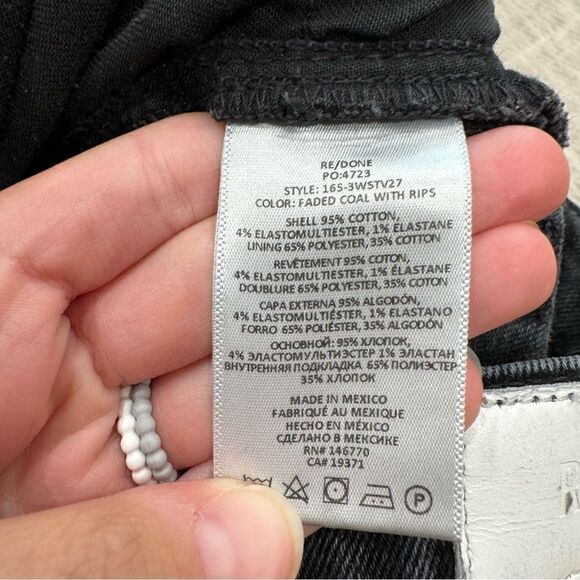 RE/DONE
PO:4723
STYLE: 165-3WSTV27
COLOR: FADED COAL WITH RIPS
SHELL 95% COTTON,
4% ELASTOMULTIESTER, 1% ELASTANE
LINING 65% POLYESTER, 35% COTTON
REVÊTEMENT 95% COTON,
4% ELASTOMULTIESTER, 1% ÉLASTANE
DOUBLURE 65% POLYESTER, 35% COTON
CAPA EXTERNA 95% ALGODÓN,
4% ELASTOMULTIÉSTER, 1% ELASTANO
FORRO 65% POLIÉSTER, 35% ALGODÓN
ОСНОВНОЙ: 95% ХЛОПОК,
4% ЭЛАСТОМУЛЬТИЭСТЕР 1% ЭЛАСТАН
ВНУТРЕННЯЯ ПОДКЛАДКА 65% ПОЛИЭСТЕР
35% ХЛОПОК
MADE IN MEXICO
FABRIQUÉ AU MEXIQUE
HECHO EN MÉXICO
СДЕЛАНО В МЕКСИКЕ
RN# 146770
CA# 19371
P